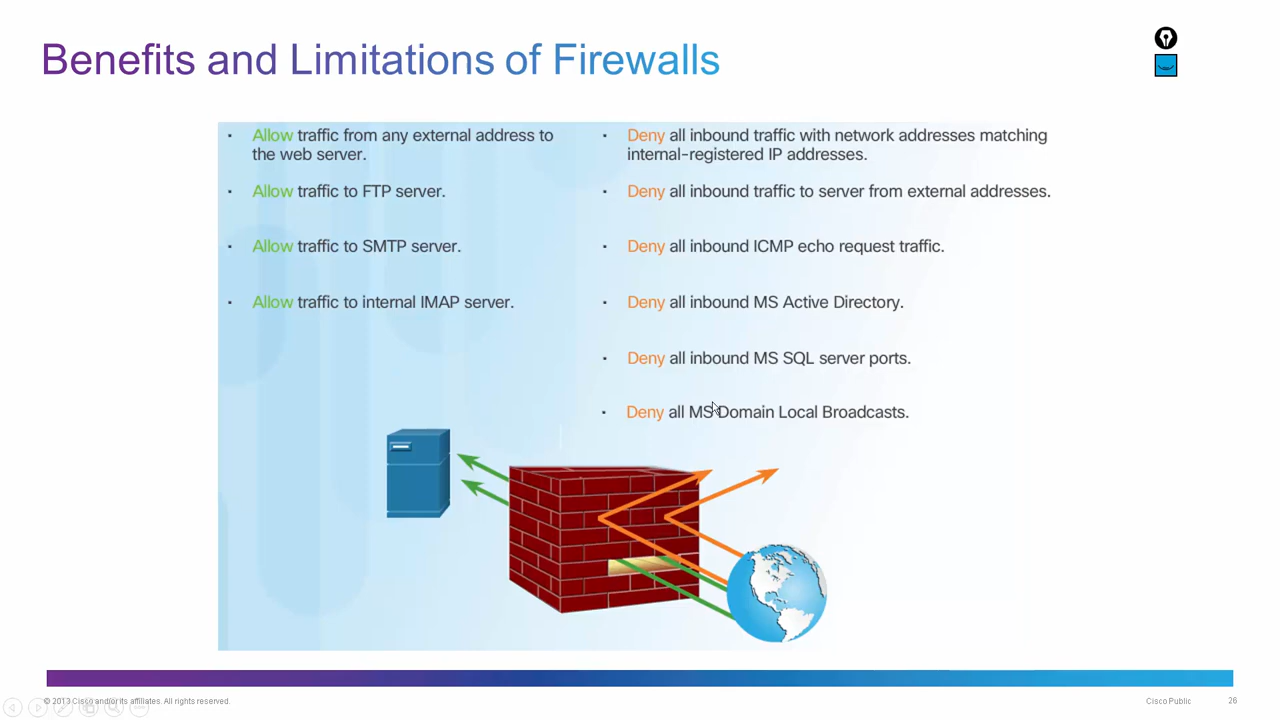 Benefits and Limitations of Firewalls
Allow traffic from any external address to
the web server.
Allow traffic to FTP server.
Allow traffic to SMTP server.
Allow traffic to internal IMAP server.
Deny all inbound traffic with network addresses matching
internal-registered IP addresses.
Deny all inbound traffic to server from external addresses.
Deny all inbound ICMP echo request traffic.
Deny all inbound MS Active Directory.
Deny all inbound MS SQL server ports.
Deny all MS Domain Local Broadcasts.
© 2013 Cisco and/or its affiliates. All rights reserved.
Cisco Public
26